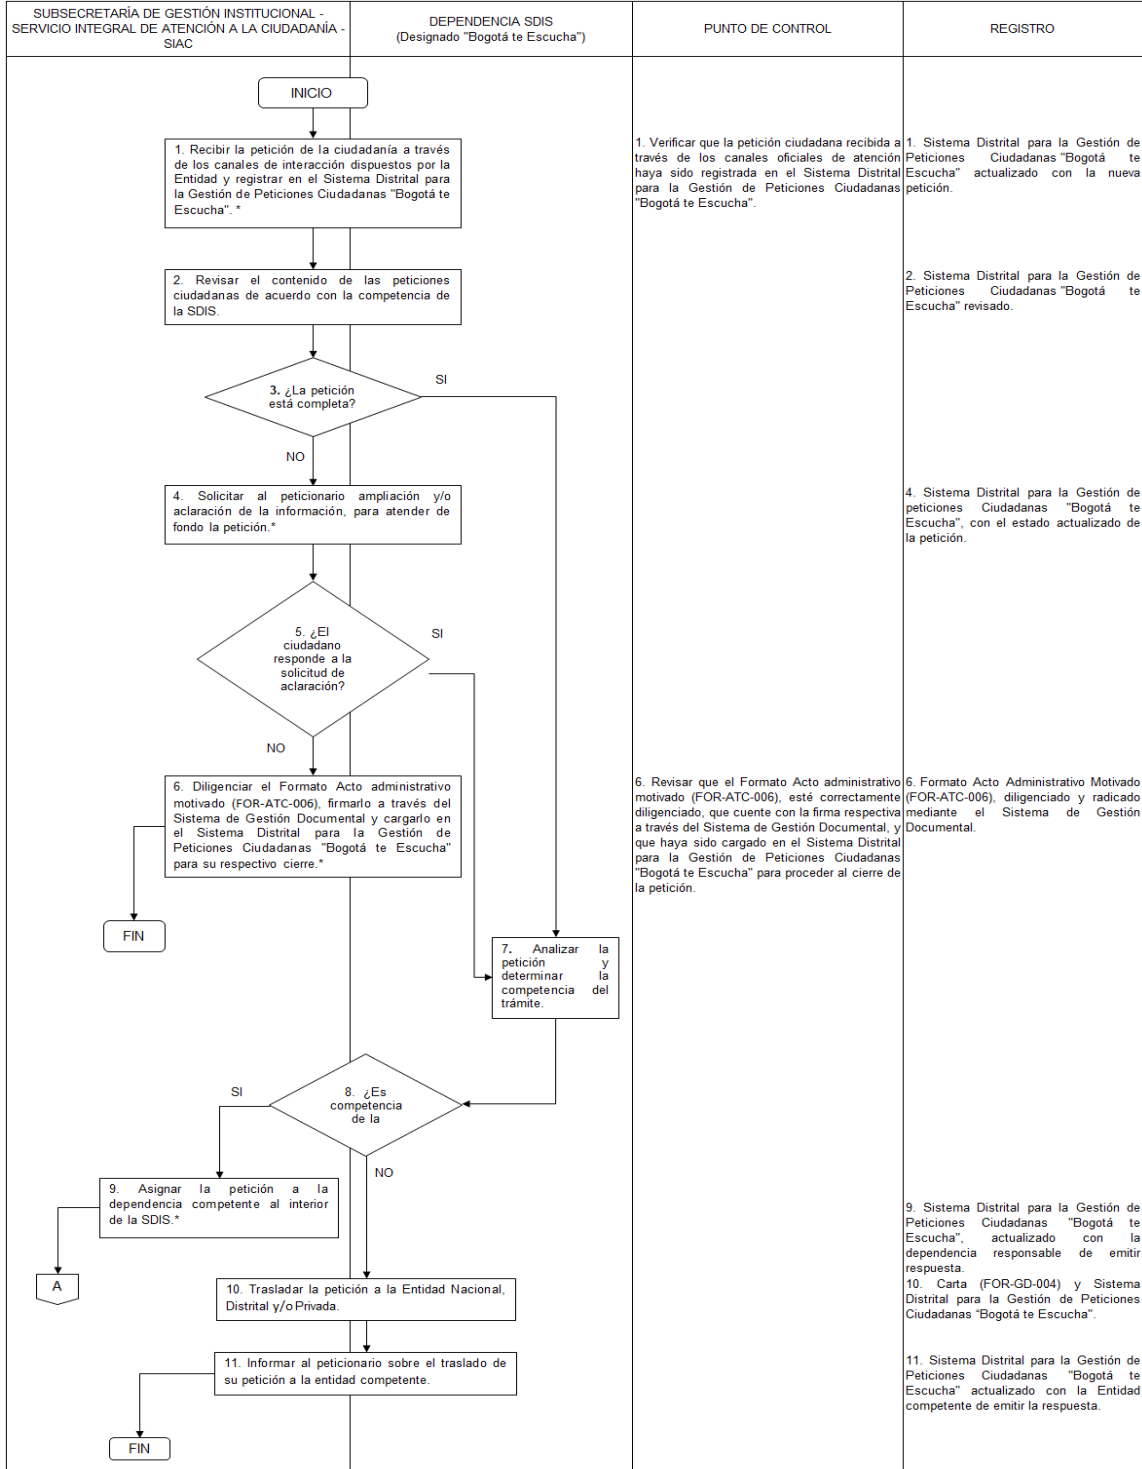 SUBSECRETARÍA DE GESTIÓN INSTITUCIONAL -
SERVICIO INTEGRAL DE ATENCIÓN A LA CIUDADANÍA -
SIAC
DEPENDENCIA SDIS
(Designado "Bogotá te Escucha")
PUNTO DE CONTROL
REGISTRO
INICIO
1. Recibir la petición de la ciudadanía a través
de los canales de interacción dispuestos por la
Entidad y registrar en el Sistema Distrital para
la Gestión de Peticiones Ciudadanas "Bogotá te
Escucha". *
1. Verificar que la petición ciudadana recibida a
través de los canales oficiales de atención
haya sido registrada en el Sistema Distrital
para la Gestión de Peticiones Ciudadanas
"Bogotá te Escucha".
1. Sistema Distrital para la Gestión de
Peticiones Ciudadanas "Bogotá te
Escucha" actualizado con la nueva
petición.
2. Revisar el contenido de las peticiones
ciudadanas de acuerdo con la competencia de
la SDIS.
2. Sistema Distrital para la Gestión de
Peticiones Ciudadanas "Bogotá te
Escucha" revisado.
3. ¿La petición
está completa?
SI
NO
4. Solicitar al peticionario ampliación y/o
aclaración de la información, para atender de
fondo la petición.*
4. Sistema Distrital para la Gestión de
peticiones Ciudadanas "Bogotá te
Escucha", con el estado actualizado de
la petición.
5. ¿El
ciudadano
responde a la
solicitud de
aclaración?
SI
NO
6. Diligenciar el Formato Acto administrativo
motivado (FOR-ATC-006), firmarlo a través del
Sistema de Gestión Documental y cargarlo en
el Sistema Distrital para la Gestión de
Peticiones Ciudadanas "Bogotá te Escucha"
para su respectivo cierre.*
6. Revisar que el Formato Acto administrativo
motivado (FOR-ATC-006), esté correctamente
diligenciado, que cuente con la firma respectiva
a través del Sistema de Gestión Documental, y
que haya sido cargado en el Sistema Distrital
para la Gestión de Peticiones Ciudadanas
"Bogotá te Escucha" para proceder al cierre de
la petición.
6. Formato Acto Administrativo Motivado
(FOR-ATC-006), diligenciado y radicado
mediante el Sistema de Gestión
Documental.
FIN
7. Analizar la
petición y
determinar la
competencia del
trámite.
8. ¿Es
competencia
de la
SI
NO
9. Asignar la petición a la
dependencia competente al interior
de la SDIS.*
9. Sistema Distrital para la Gestión de
Peticiones Ciudadanas "Bogotá te
Escucha", actualizado con la
dependencia responsable de emitir
respuesta.
A
10. Trasladar la petición a la Entidad Nacional,
Distrital y/o Privada.
10. Carta (FOR-GD-004) y Sistema
Distrital para la Gestión de Peticiones
Ciudadanas "Bogotá te Escucha".
11. Informar al peticionario sobre el traslado de
su petición a la entidad competente.
11. Sistema Distrital para la Gestión de
Peticiones Ciudadanas "Bogotá te
Escucha" actualizado con la Entidad
competente de emitir la respuesta.
FIN